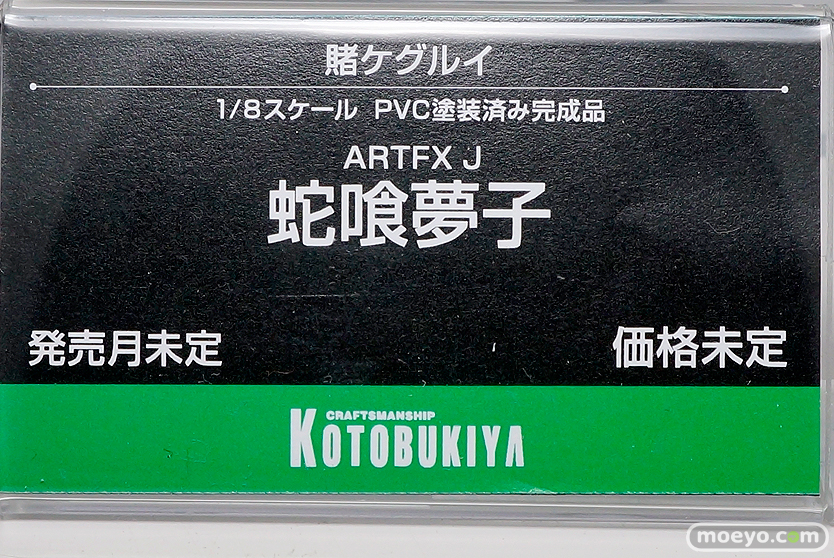 賭ケグルイ
1/8スケール PVC塗装済み完成品
ARTFX J
蛇喰夢子
発売月未定 価格未定
CRAFTSMANSHIP
KOTOBUKIYA
moeyo.com